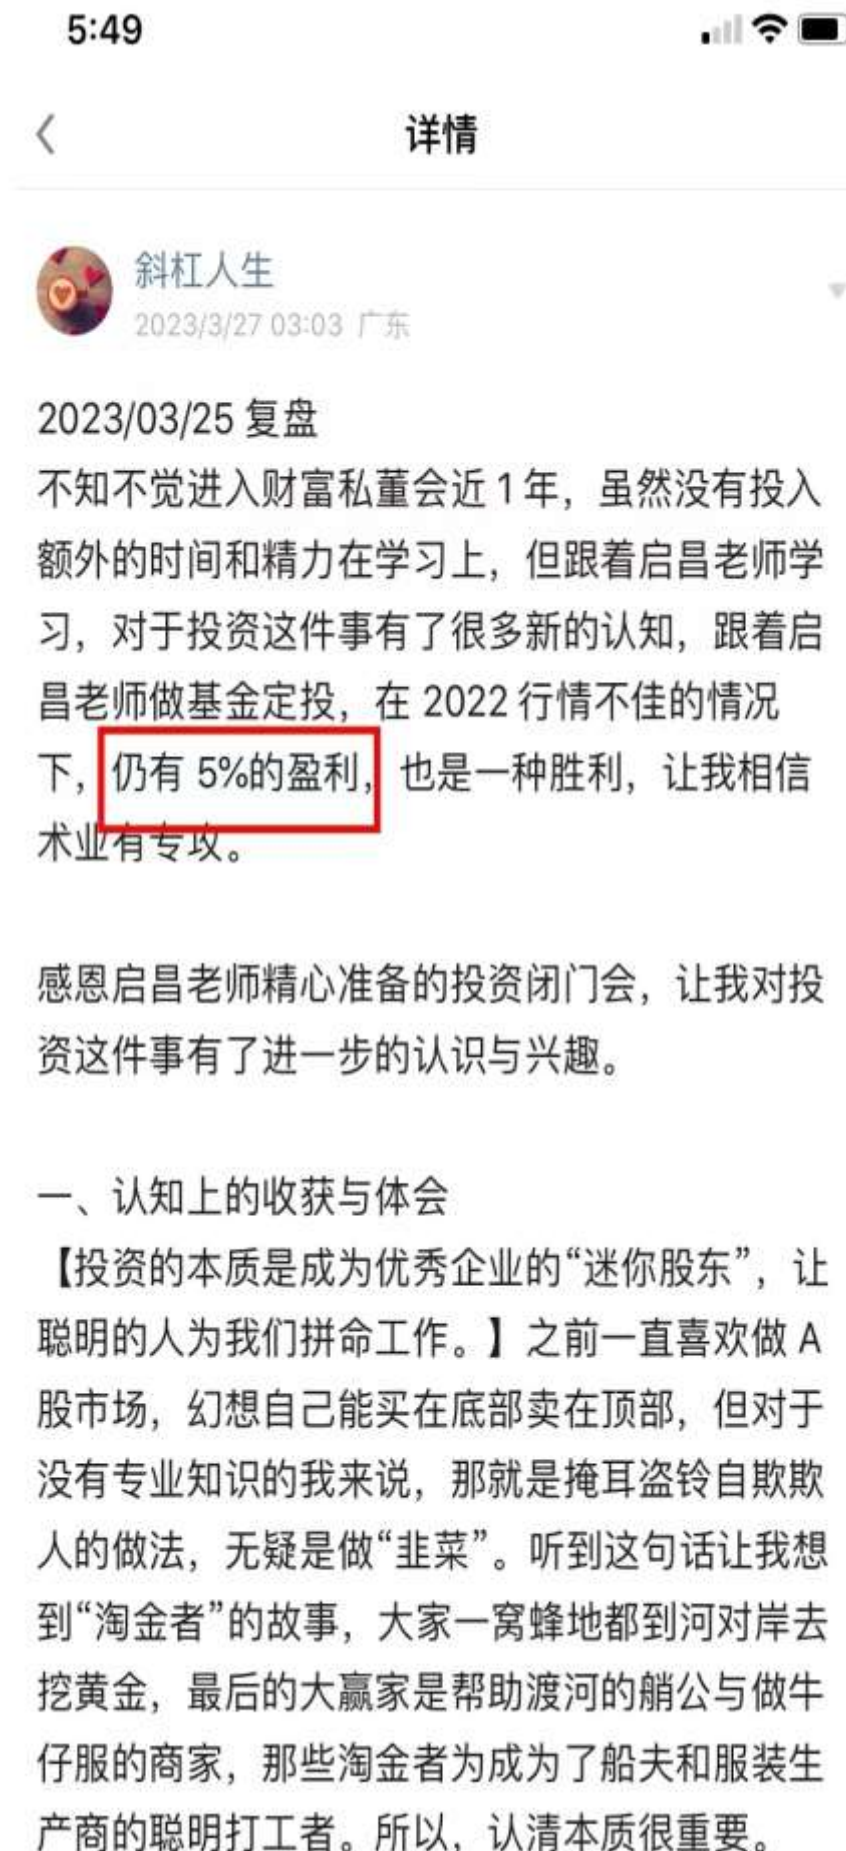 5:49
详情
斜杠人生
2023/3/27 03:03 广东
2023/03/25 复盘
不知不觉进入财富私董会近 1 年，虽然没有投入
额外的时间和精力在学习上，但跟着启昌老师学
习，对于投资这件事有了很多新的认知，跟着启
昌老师做基金定投，在 2022 行情不佳的情况
下，仍有 5%的盈利，也是一种胜利，让我相信
术业有专攻。
感恩启昌老师精心准备的投资闭门会，让我对投
资这件事有了进一步的认识与兴趣。
一、认知上的收获与体会
【投资的本质是成为优秀企业的“迷你股东”，让
聪明的人为我们拼命工作。】之前一直喜欢做 A
股市场，幻想自己能买在底部卖在顶部，但对于
没有专业知识的我来说，那就是掩耳盗铃自欺欺
人的做法，无疑是做“韭菜”。听到这句话让我想
到“淘金者”的故事，大家一窝蜂地都到河对岸去
挖黄金，最后的大赢家是帮助渡河的艄公与做牛
仔服的商家，那些淘金者为成为了船夫和服装生
产商的聪明打工者。所以，认清本质很重要。